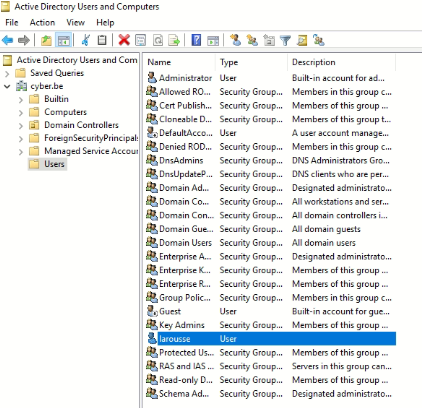 Active Directory Users and Computers
File Action View Help
Active Directory Users and Com
Saved Queries
cyber.be
Builtin
Computers
Domain Controllers
ForeignSecurityPrincipals
Managed Service Accour
Users
Name Type Description
Administrator User Built-in account for ad...
Allowed RO... Security Group... Members in this group c...
Cert Publish... Security Group... Members of this group ...
Cloneable D... Security Group... Members of this group t...
DefaultAcco... User A user account manage...
Denied ROD... Security Group... Members in this group c...
DnsAdmins Security Group... DNS Administrators Gro...
DnsUpdateP... Security Group... DNS clients who are per...
Domain Ad... Security Group... Designated administrato...
Domain Co... Security Group... All workstations and ser...
Domain Con... Security Group... All domain controllers i...
Domain Gue... Security Group... All domain guests
Domain Users Security Group... All domain users
Enterprise A... Security Group... Designated administrato...
Enterprise K... Security Group... Members of this group ...
Enterprise R... Security Group... Members of this group ...
Group Polic... Security Group... Members in this group c...
Guest User Built-in account for gue...
Key Admins Security Group... Members of this group ...
larousse User
Protected Us... Security Group... Members of this group ...
RAS and IAS ... Security Group... Servers in this group can...
Read-only D... Security Group... Members of this group ...
Schema Ad... Security Group... Designated administrato...